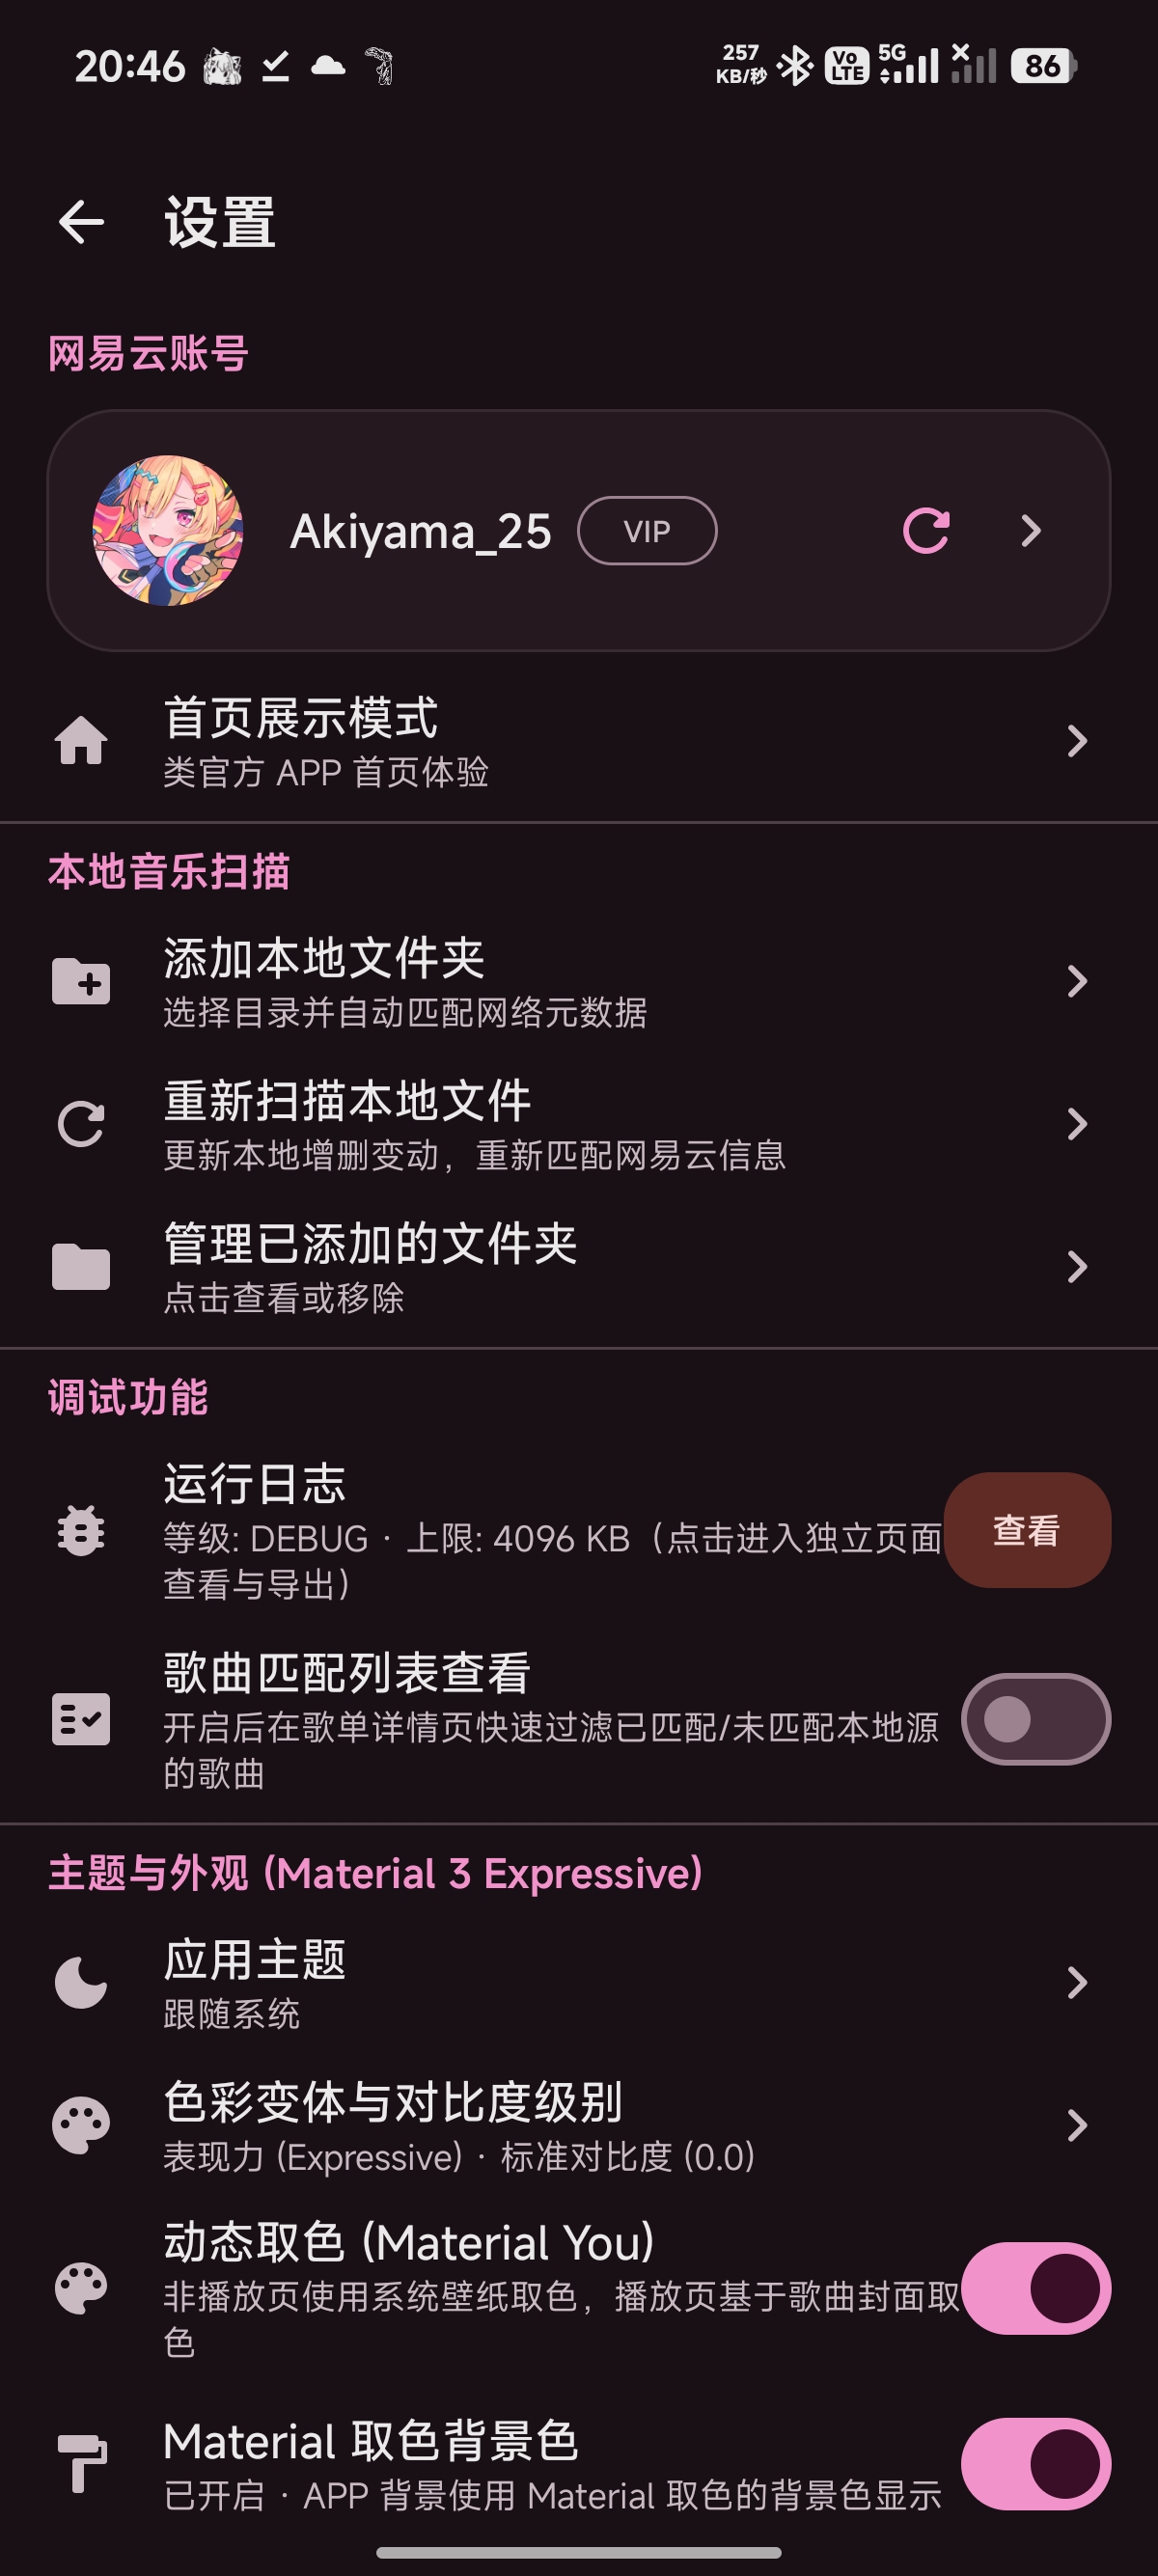 20:46
257
KB/秒
Vo
LTE
5G
86
设置
网易云账号
Akiyama_25
VIP
首页展示模式
类官方 APP 首页体验
本地音乐扫描
添加本地文件夹
选择目录并自动匹配网络元数据
重新扫描本地文件
更新本地增删变动，重新匹配网易云信息
管理已添加的文件夹
点击查看或移除
调试功能
运行日志
等级: DEBUG · 上限: 4096 KB（点击进入独立页面
查看与导出）
查看
歌曲匹配列表查看
开启后在歌单详情页快速过滤已匹配/未匹配本地源
的歌曲
主题与外观 (Material 3 Expressive)
应用主题
跟随系统
色彩变体与对比度级别
表现力 (Expressive) · 标准对比度 (0.0)
动态取色 (Material You)
非播放页使用系统壁纸取色，播放页基于歌曲封面取
色
Material 取色背景色
已开启 · APP 背景使用 Material 取色的背景色显示